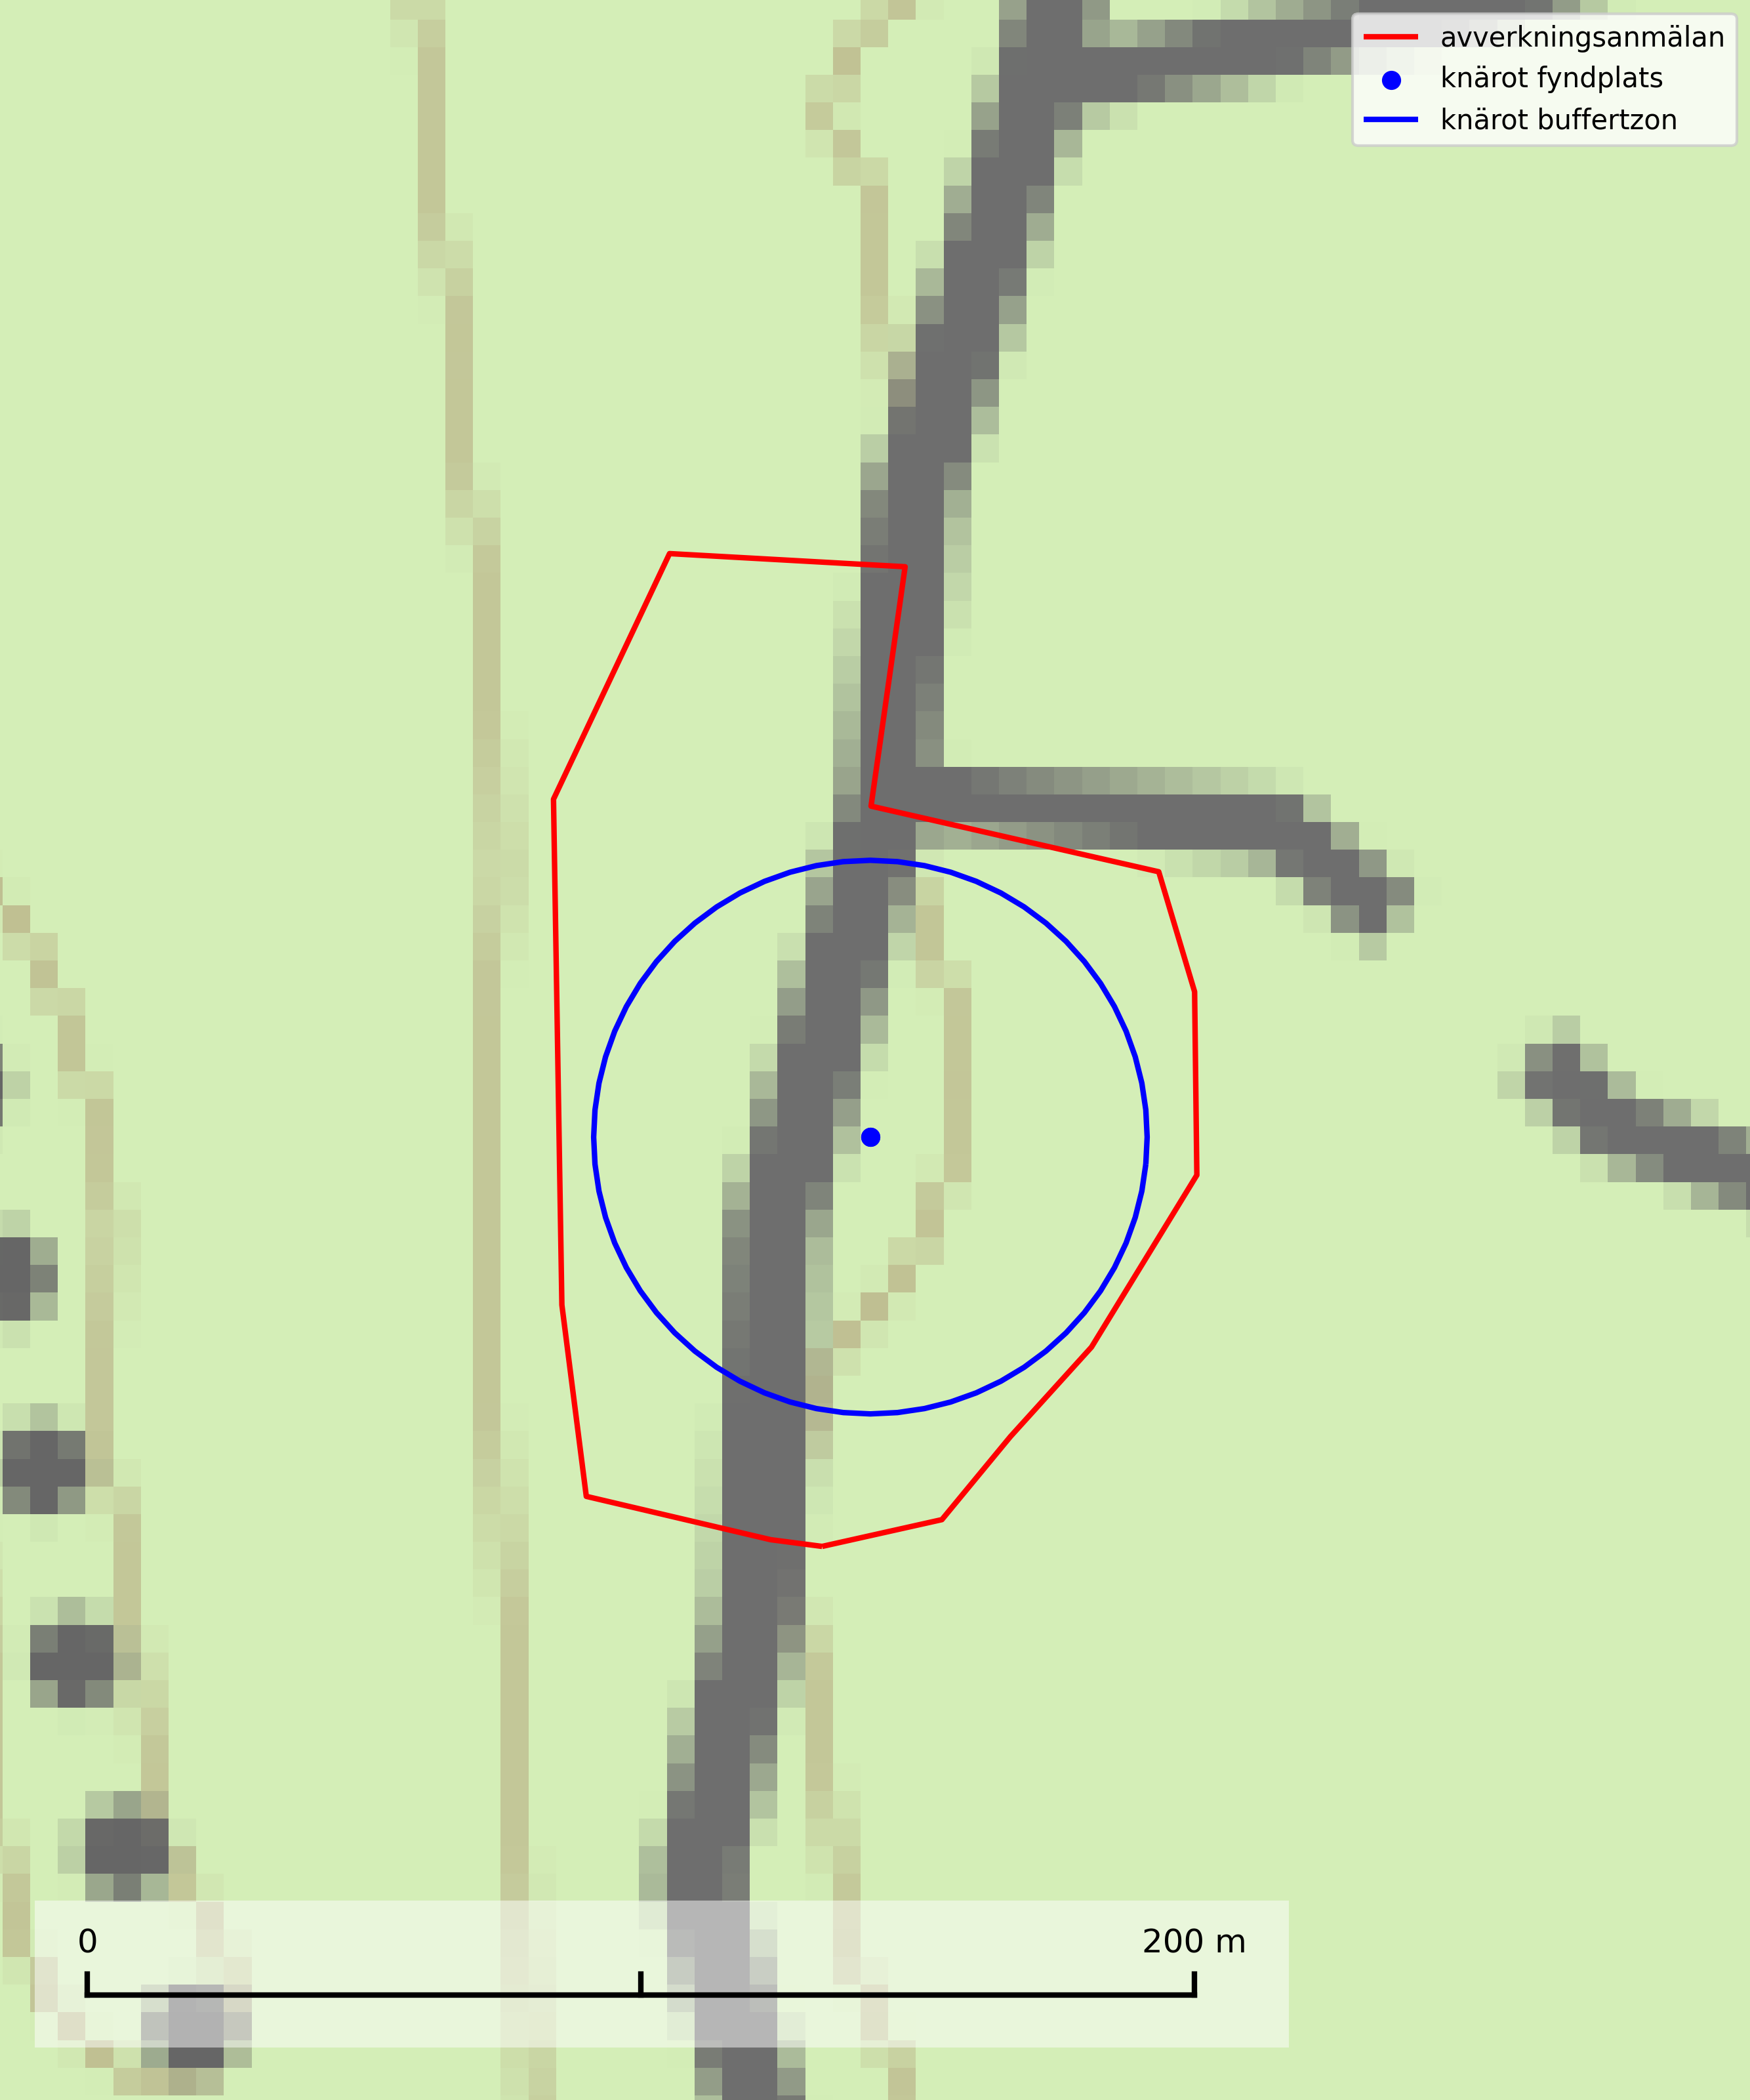 avverkningsanmälan
knärot fyndplats
knärot buffertzon
0 200 m